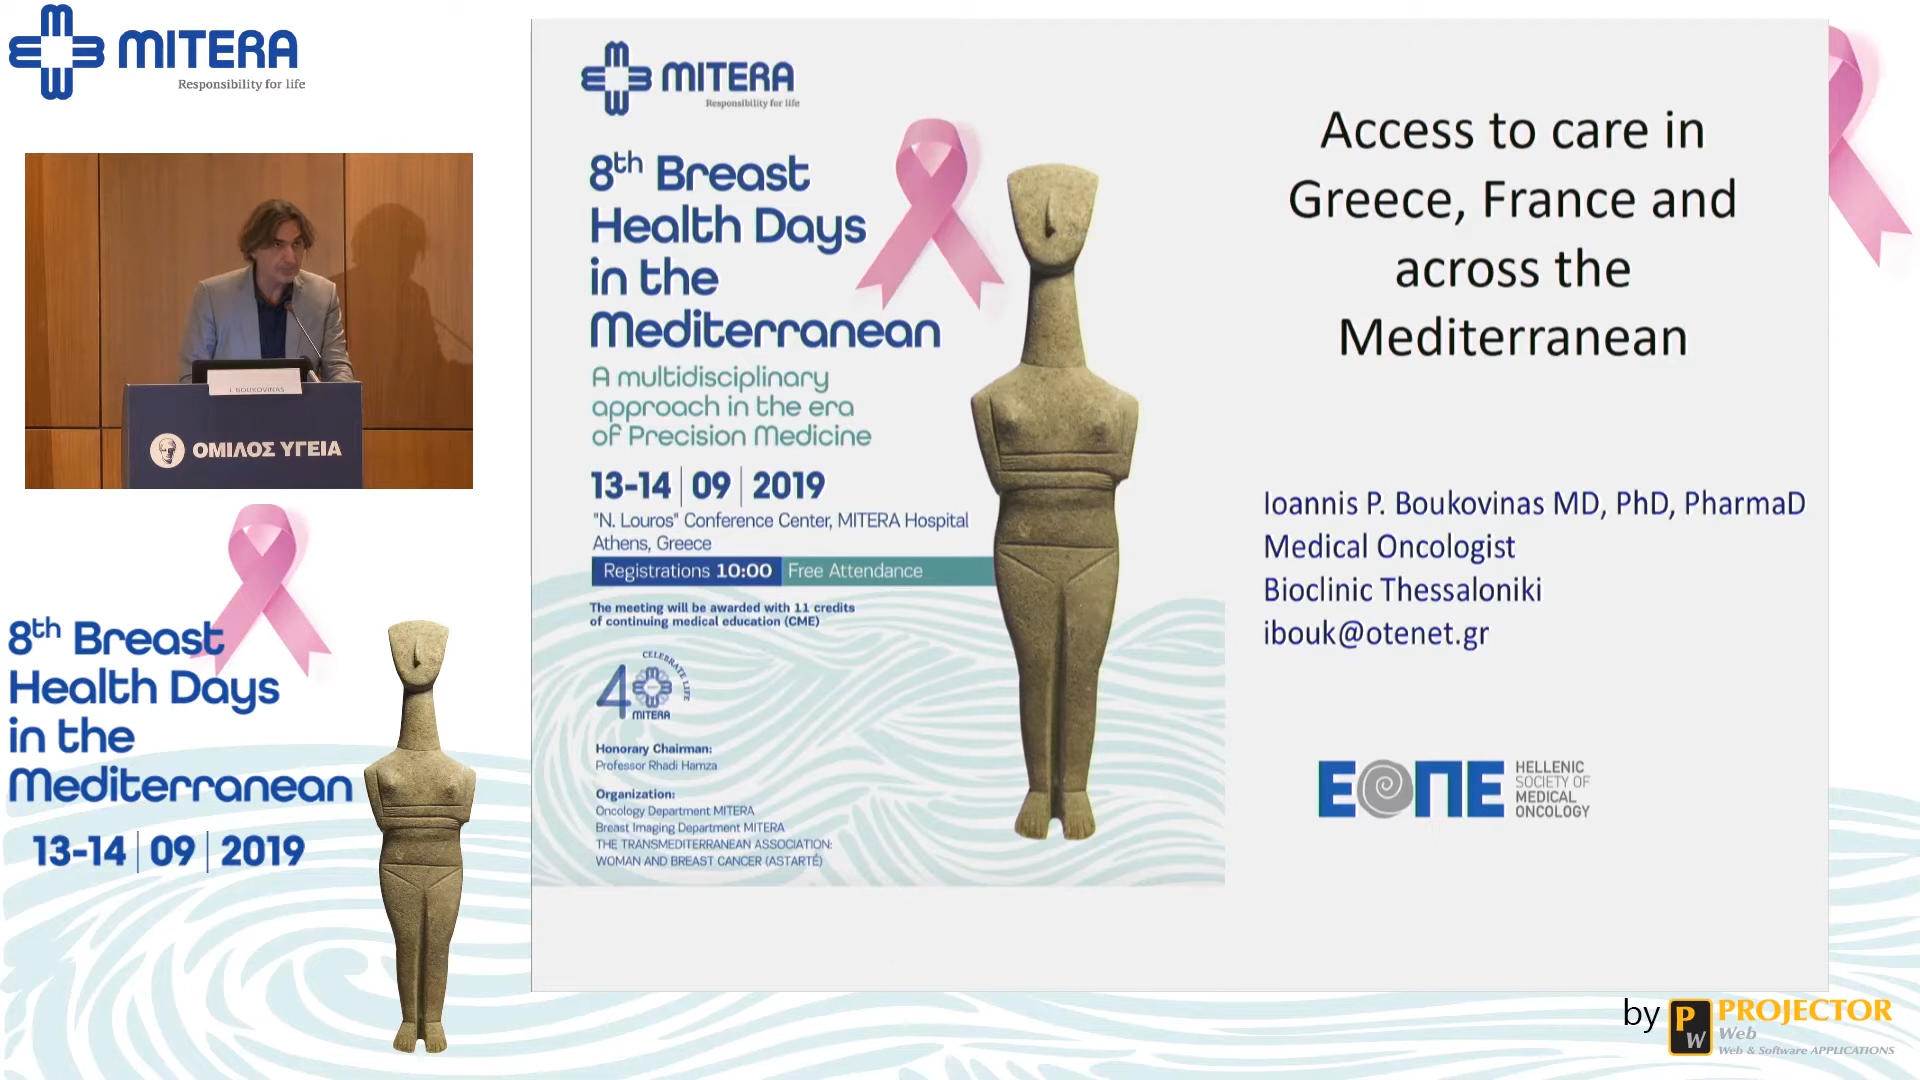 MITERA
Responsibility for life
I. BOUKOVINAS
ΟΜΙΛΟΣ ΥΓΕΙΑ
8th Breast
Health Days
in the
Mediterranean
13-14 | 09 | 2019
MITERA
Responsibility for life
8th Breast
Health Days
in the
Mediterranean
A multidisciplinary
approach in the era
of Precision Medicine
13-14 | 09 | 2019
"N. Louros" Conference Center, MITERA Hospital
Athens, Greece
Registrations 10:00 Free Attendance
The meeting will be awarded with 11 credits
of continuing medical education (CME)
CELEBRATE LIFE
40
MITERA
Honorary Chairman:
Professor Rhadi Hamza
Organization:
Oncology Department MITERA
Breast Imaging Department MITERA
THE TRANSMEDITERRANEAN ASSOCIATION:
WOMAN AND BREAST CANCER (ASTARTÉ)
Access to care in
Greece, France and
across the
Mediterranean
Ioannis P. Boukovinas MD, PhD, PharmaD
Medical Oncologist
Bioclinic Thessaloniki
ibouk@otenet.gr
ΕΟΠΕ
HELLENIC
SOCIETY OF
MEDICAL
ONCOLOGY
by PW PROJECTOR
Web
Web & Software APPLICATIONS